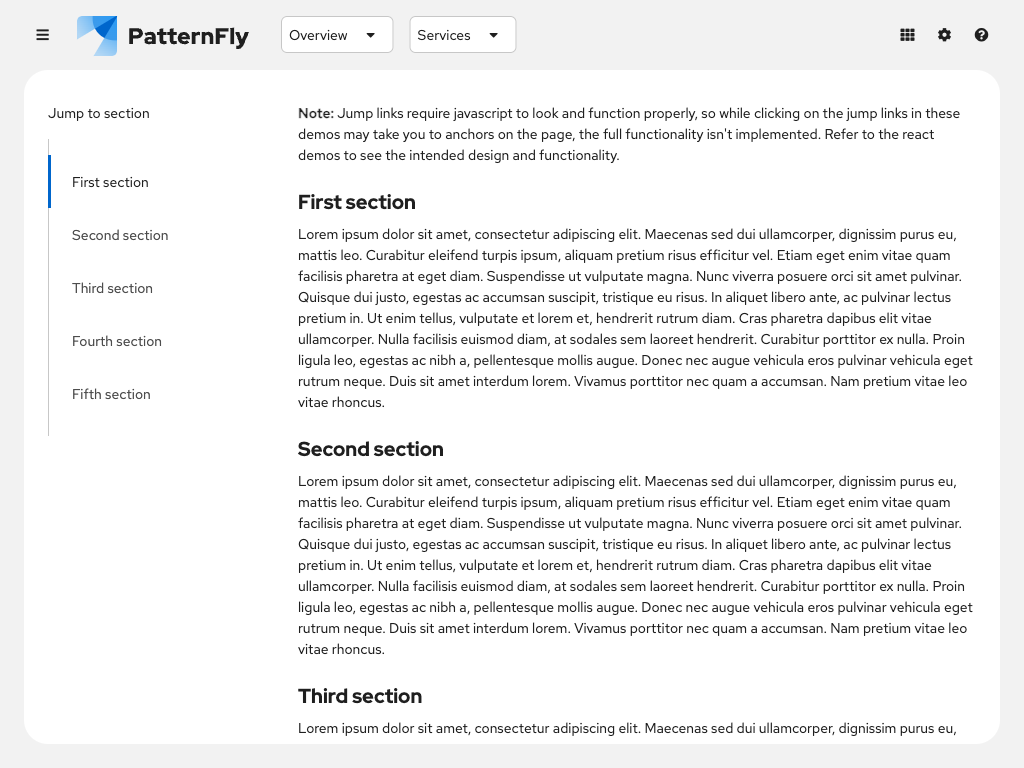 PatternFly
Overview
Services
Jump to section
First section
Second section
Third section
Fourth section
Fifth section
Note: Jump links require javascript to look and function properly, so while clicking on the jump links in these
demos may take you to anchors on the page, the full functionality isn't implemented. Refer to the react
demos to see the intended design and functionality.
First section
Lorem ipsum dolor sit amet, consectetur adipiscing elit. Maecenas sed dui ullamcorper, dignissim purus eu,
mattis leo. Curabitur eleifend turpis ipsum, aliquam pretium risus efficitur vel. Etiam eget enim vitae quam
facilisis pharetra at eget diam. Suspendisse ut vulputate magna. Nunc viverra posuere orci sit amet pulvinar.
Quisque dui justo, egestas ac accumsan suscipit, tristique eu risus. In aliquet libero ante, ac pulvinar lectus
pretium in. Ut enim tellus, vulputate et lorem et, hendrerit rutrum diam. Cras pharetra dapibus elit vitae
ullamcorper. Nulla facilisis euismod diam, at sodales sem laoreet hendrerit. Curabitur porttitor ex nulla. Proin
ligula leo, egestas ac nibh a, pellentesque mollis augue. Donec nec augue vehicula eros pulvinar vehicula eget
rutrum neque. Duis sit amet interdum lorem. Vivamus porttitor nec quam a accumsan. Nam pretium vitae leo
vitae rhoncus.
Second section
Lorem ipsum dolor sit amet, consectetur adipiscing elit. Maecenas sed dui ullamcorper, dignissim purus eu,
mattis leo. Curabitur eleifend turpis ipsum, aliquam pretium risus efficitur vel. Etiam eget enim vitae quam
facilisis pharetra at eget diam. Suspendisse ut vulputate magna. Nunc viverra posuere orci sit amet pulvinar.
Quisque dui justo, egestas ac accumsan suscipit, tristique eu risus. In aliquet libero ante, ac pulvinar lectus
pretium in. Ut enim tellus, vulputate et lorem et, hendrerit rutrum diam. Cras pharetra dapibus elit vitae
ullamcorper. Nulla facilisis euismod diam, at sodales sem laoreet hendrerit. Curabitur porttitor ex nulla. Proin
ligula leo, egestas ac nibh a, pellentesque mollis augue. Donec nec augue vehicula eros pulvinar vehicula eget
rutrum neque. Duis sit amet interdum lorem. Vivamus porttitor nec quam a accumsan. Nam pretium vitae leo
vitae rhoncus.
Third section
Lorem ipsum dolor sit amet, consectetur adipiscing elit. Maecenas sed dui ullamcorper, dignissim purus eu,